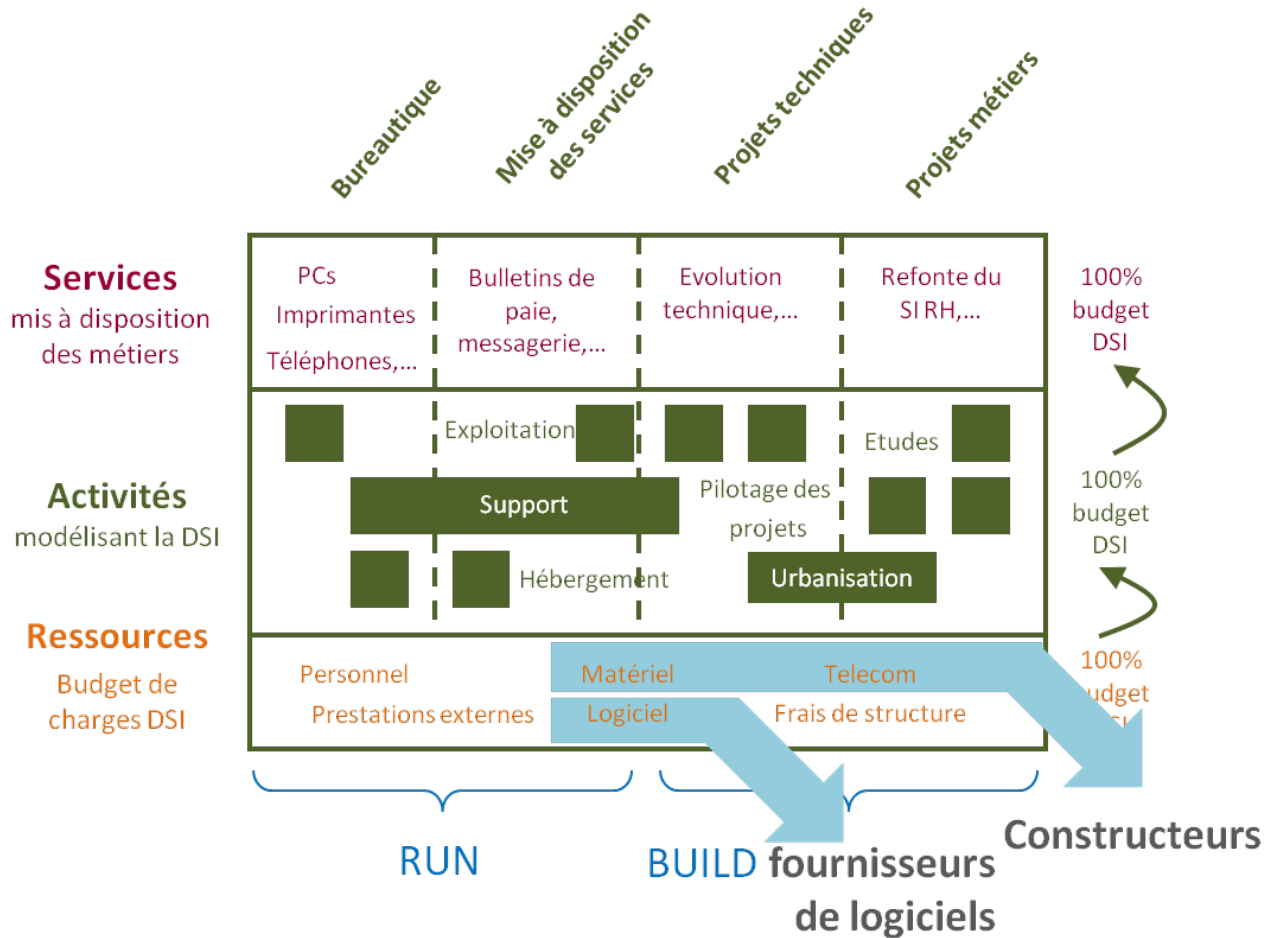 Bureautique
Mise à disposition
des services
Projets techniques
Projets métiers
Services
mis à disposition
des métiers
PCs
Imprimantes
Téléphones,...
Bulletins de
paie,
messagerie,...
Evolution
technique,...
Refonte du
SI RH,...
100%
budget
DSI
Activités
modélisant la DSI
Exploitation
Etudes
Support
Pilotage des
projets
Hébergement
Urbanisation
100%
budget
DSI
Ressources
Budget de
charges DSI
Personnel
Matériel
Telecom
Prestations externes
Logiciel
Frais de structure
100%
RUN
BUILD
fournisseurs
de logiciels
Constructeurs